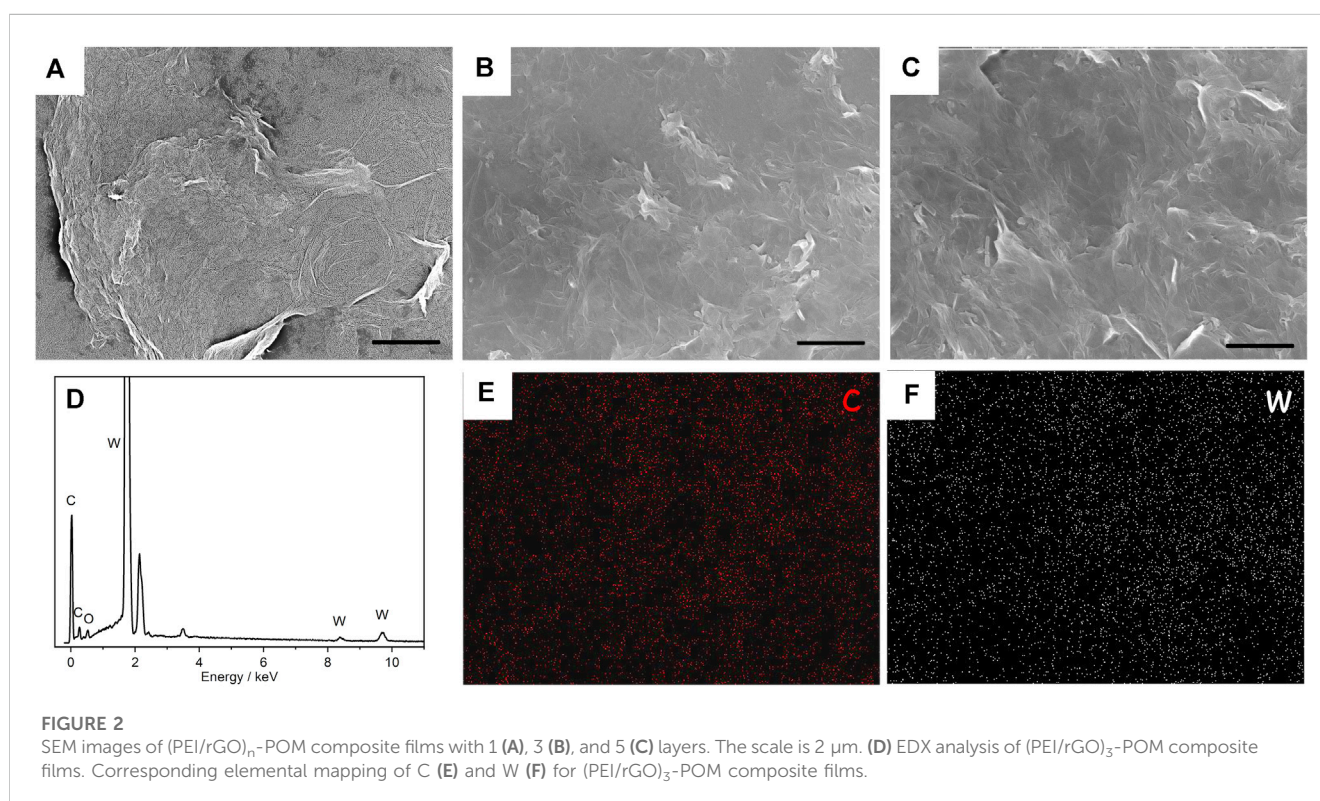 A
B
C
D
W
C
C
O
W
W
0
2
4
6
8
10
Energy / keV
E
C
F
W
FIGURE 2
SEM images of (PEI/rGO)n-POM composite films with 1 (A), 3 (B), and 5 (C) layers. The scale is 2 μm. (D) EDX analysis of (PEI/rGO)3-POM composite
films. Corresponding elemental mapping of C (E) and W (F) for (PEI/rGO)3-POM composite films.